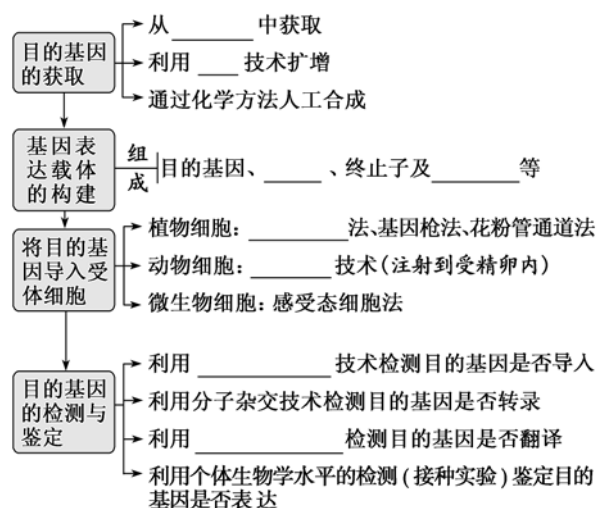 目的基因
的获取
从________中获取
利用____技术扩增
通过化学方法人工合成
基因表
达载体
的构建
组
成
目的基因、______、终止子及_________等
将目的基
因导入受
体细胞
植物细胞：__________法、基因枪法、花粉管通道法
动物细胞：________技术(注射到受精卵内)
微生物细胞：感受态细胞法
目的基因
的检测与
鉴定
利用_____________技术检测目的基因是否导入
利用分子杂交技术检测目的基因是否转录
利用______________检测目的基因是否翻译
利用个体生物学水平的检测(接种实验)鉴定目的
基因是否表达